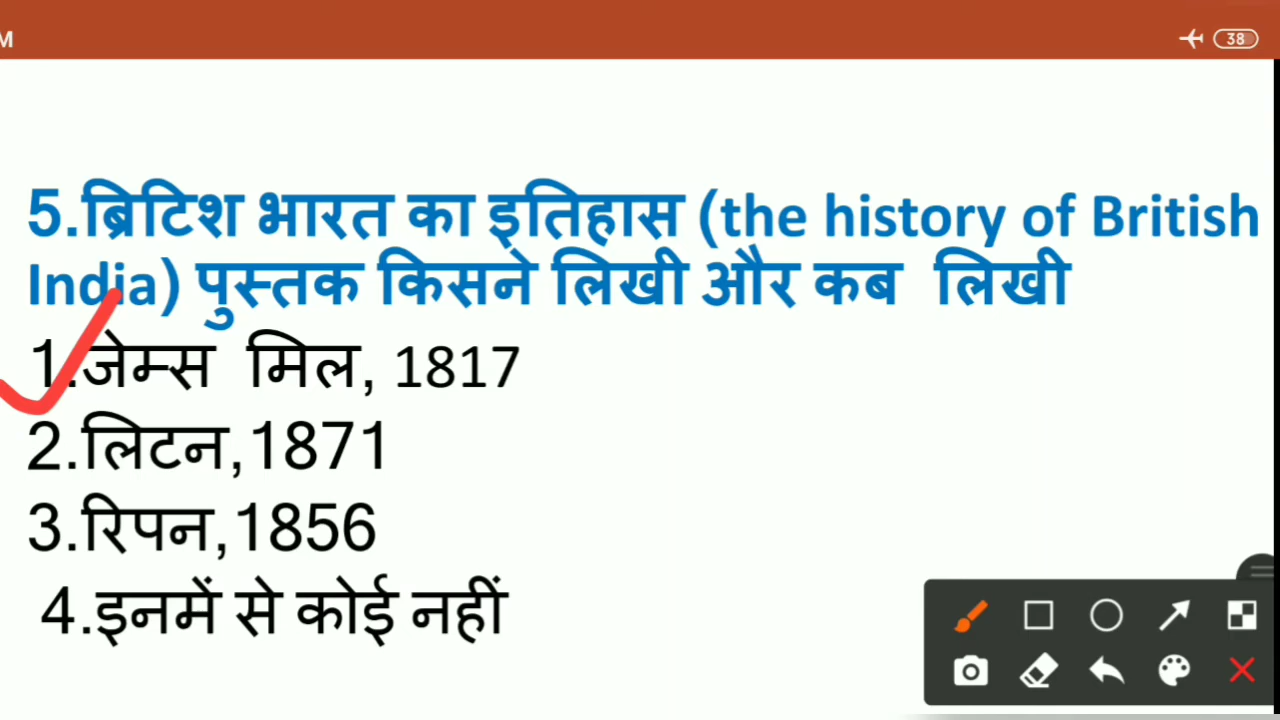 M
38
5.ब्रिटिश भारत का इतिहास (the history of British
India) पुस्तक किसने लिखी और कब लिखी
1.जेम्स मिल, 1817
2.लिटन,1871
3.रिपन,1856
4.इनमें से कोई नहीं